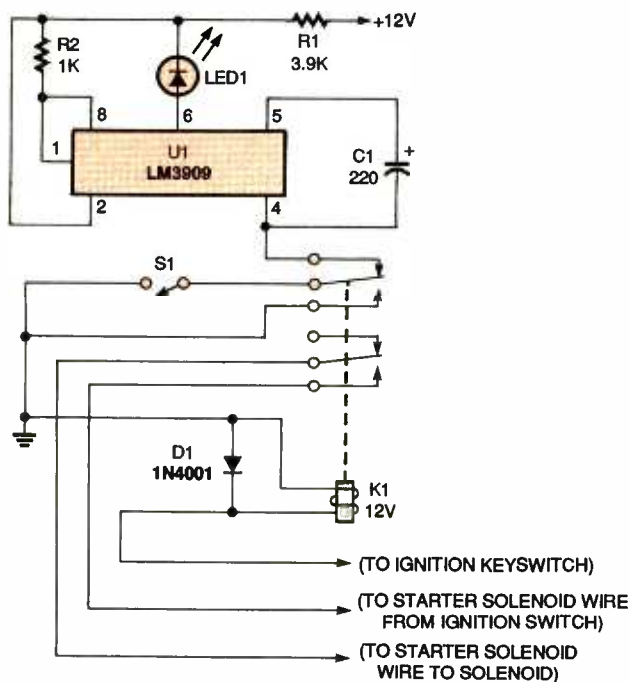 +12V
R2
1K
R1
3.9K
LED1
8
6
5
1
U1
LM3909
C1
220
+
2
4
S1
D1
1N4001
K1
12V
(TO IGNITION KEYSWITCH)
(TO STARTER SOLENOID WIRE
FROM IGNITION SWITCH)
(TO STARTER SOLENOID
WIRE TO SOLENOID)